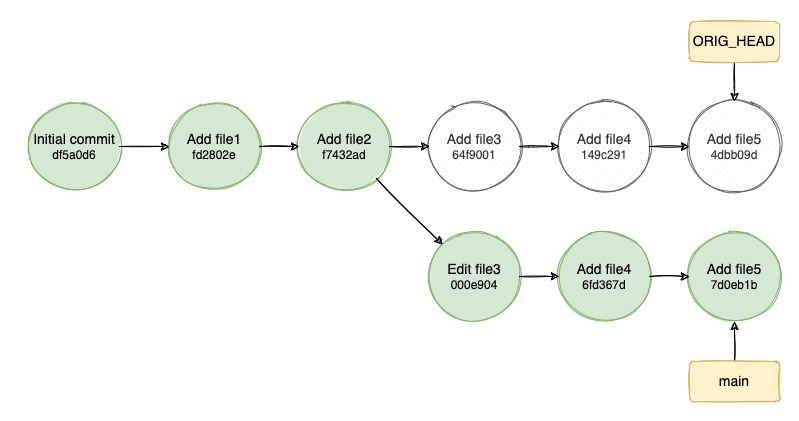 ORIG_HEAD
Initial commit
df5a0d6
Add file1
fd2802e
Add file2
f7432ad
Add file3
64f9001
Add file4
149c291
Add file5
4dbb09d
Edit file3
000e904
Add file4
6fd367d
Add file5
7d0eb1b
main